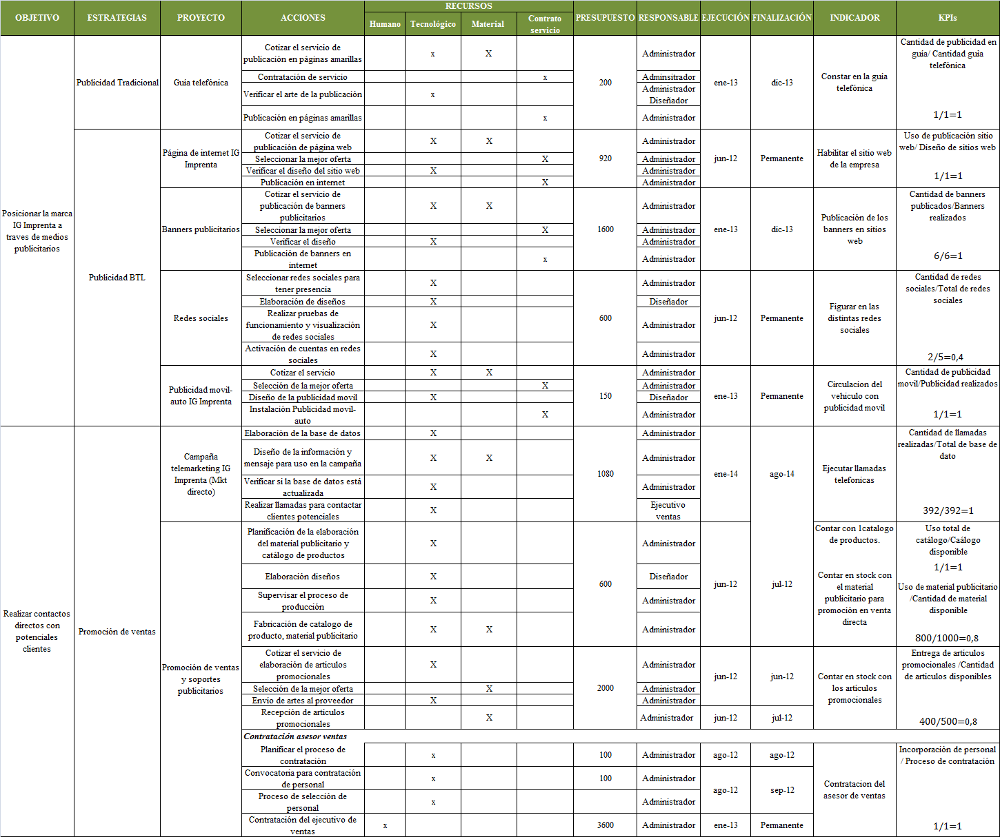 OBJETIVO
ESTRATEGIAS
PROYECTO
ACCIONES
RECURSOS
Humano
Tecnológico
Material
Contrato
servicio
PRESUPUESTO
RESPONSABLE
EJECUCIÓN
FINALIZACIÓN
INDICADOR
KPIs
Posicionar la marca
IG Imprenta a
traves de medios
publicitarios
Publicidad Tradicional
Guia telefónica
Cotizar el servicio de
publicación en páginas amarillas
x
X
Administrador
Contratación de servicio
x
Adminsitrador
Verificar el arte de la publicación
x
Administrador
Diseñador
Publicación en páginas amarillas
x
Administrador
200
ene-13
dic-13
Constar en la guia
telefónica
Cantidad de publicidad en
guia/ Cantidad guia
telefónica
1/1=1
Publicidad BTL
Página de internet IG
Imprenta
Cotizar el servicio de
publicación de página web
X
X
Administrador
Seleccionar la mejor oferta
X
Administrador
Verificar el diseño del sitio web
X
Administrador
Publicación en internet
X
Administrador
920
jun-12
Permanente
Habilitar el sitio web
de la empresa
Uso de publicación sitio
web/ Diseño de sitios web
1/1=1
Banners publicitarios
Cotizar el servicio de
publicación de banners
publicitarios
X
X
Administrador
Seleccionar la mejor oferta
X
Administrador
Verificar el diseño
X
Administrador
Publicación de banners en
internet
x
Administrador
1600
ene-13
dic-13
Publicación de los
banners en sitios
web
Cantidad de banners
publicados/Banners
realizados
6/6=1
Redes sociales
Seleccionar redes sociales para
tener presencia
X
Administrador
Elaboración de diseños
X
Diseñador
Realizar pruebas de
funcionamiento y visualización
de redes sociales
X
Administrador
Activación de cuentas en redes
sociales
X
Administrador
600
jun-12
Permanente
Figurar en las
distintas redes
sociales
Cantidad de redes
sociales/Total de redes
sociales
2/5=0,4
Publicidad movil-
auto IG Imprenta
Cotizar el servicio
X
X
Administrador
Selección de la mejor oferta
X
Administrador
Diseño de la publicidad movil
X
Diseñador
Instalación Publicidad movil-
auto
X
Administrador
150
ene-13
Permanente
Circulacion del
vehiculo con
publicidad movil
Cantidad de publicidad
movil/Publicidad realizados
1/1=1
Realizar contactos
directos con
potenciales
clientes
Promoción de ventas
Campaña
telemarketing IG
Imprenta (Mkt
directo)
Elaboración de la base de datos
X
Administrador
Diseño de la información y
mensaje para uso en la campaña
X
X
Administrador
Verificar si la base de datos está
actualizada
X
Administrador
Realizar llamadas para contactar
clientes potenciales
X
Ejecutivo
ventas
1080
ene-14
ago-14
Ejecutar llamadas
telefonicas
Cantidad de llamadas
realizadas/Total de base de
dato
392/392=1
Promoción de ventas
y soportes
publicitarios
Planificación de la elaboración
del material publicitario y
catálogo de productos
X
Administrador
Elaboración diseños
X
Diseñador
Supervisar el proceso de
producción
X
Administrador
Fabricación de catalogo de
producto, material publicitario
X
X
Administrador
600
jun-12
jul-12
Contar con 1catalogo
de productos.
Contar en stock con
el material
publicitario para
promoción en venta
directa
Uso total de
catálogo/Caálogo
disponible
1/1=1
Uso de material publicitario
/Cantidad de material
disponible
800/1000=0,8
Cotizar el servicio de
elaboración de articulos
promocionales
X
Administrador
Selección de la mejor oferta
X
Administrador
Envio de artes al proveedor
X
Administrador
Recepción de articulos
promocionales
X
Administrador
2000
jun-12
jun-12
jun-12
jul-12
Contar en stock con
los articulos
promocionales
Entrega de articulos
promocionales /Cantidad
de articulos disponibles
400/500=0,8
Contratación asesor ventas
Planificar el proceso de
contratación
x
100
Administrador
ago-12
ago-12
Convocatoria para contratación
de personal
x
100
Administrador
Proceso de selección de
personal
x
Administrador
ago-12
sep-12
Contratación del ejecutivo de
ventas
x
3600
Administrador
ene-13
Permanente
Contratacion del
asesor de ventas
Incorporación de personal
/ Proceso de contratación
1/1=1